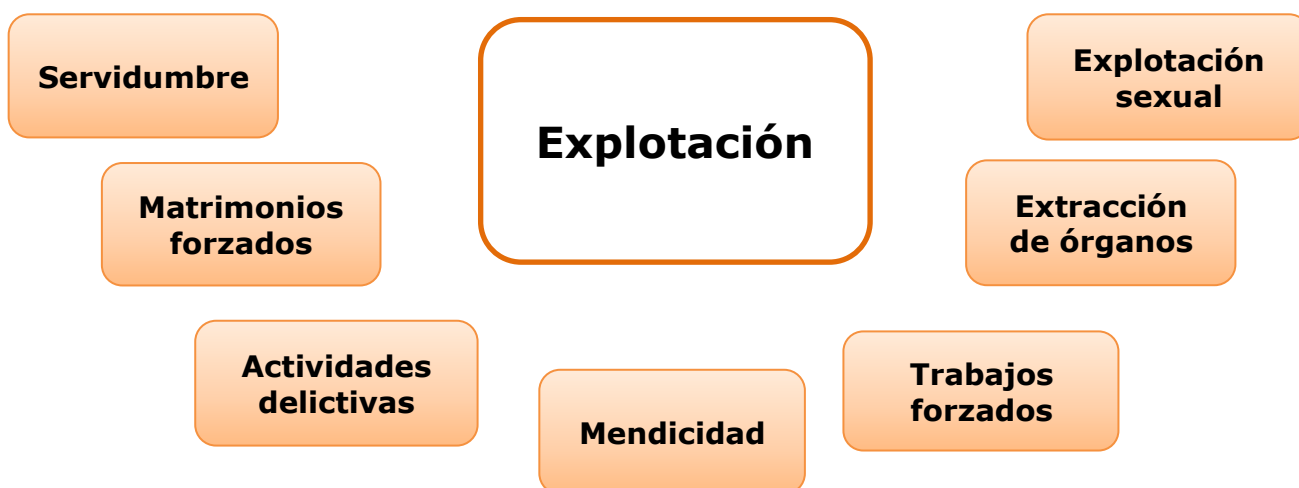 Explotación
Servidumbre
Matrimonios
forzados
Actividades
delictivas
Mendicidad
Trabajos
forzados
Extracción
de órganos
Explotación
sexual